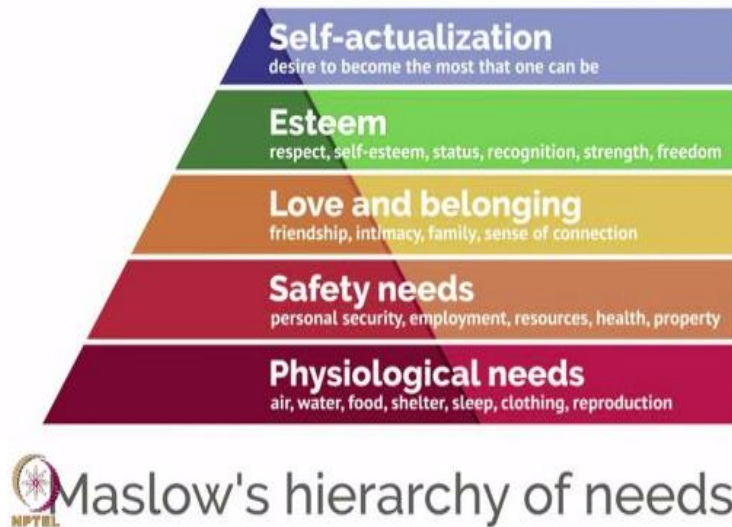 Self-actualization
desire to become the most that one can be
Esteem
respect, self-esteem, status, recognition, strength, freedom
Love and belonging
friendship, intimacy, family, sense of connection
Safety needs
personal security, employment, resources, health, property
Physiological needs
air, water, food, shelter, sleep, clothing, reproduction
Maslow's hierarchy of needs
NPTEL